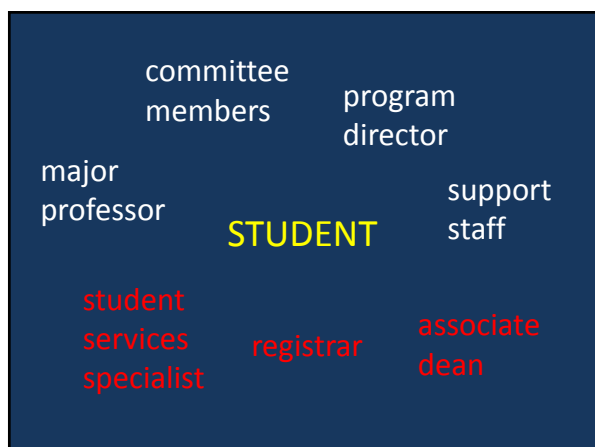 committee
members
program
director
major
professor
support
staff
STUDENT
student
services
specialist
registrar
associate
dean